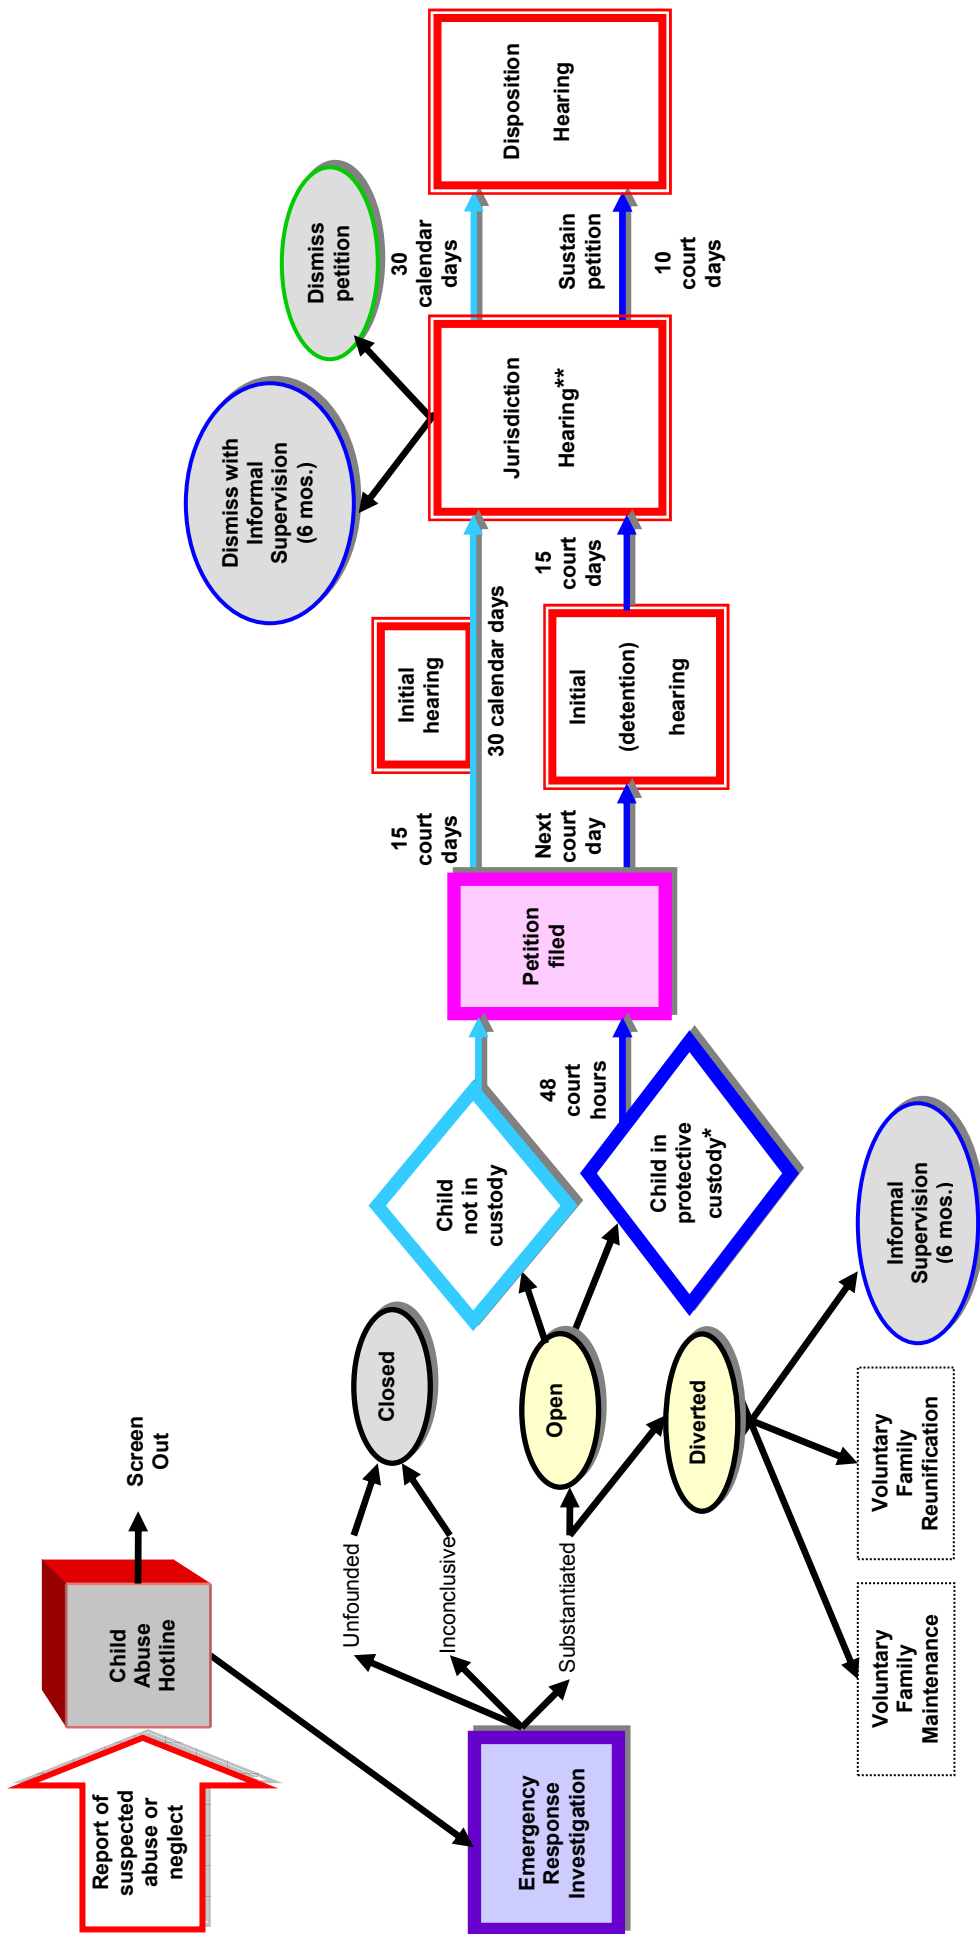 Report of
suspected
abuse or
neglect
Child
Abuse
Hotline
Screen
Out
Emergency
Response
Investigation
Unfounded
Inconclusive
Substantiated
Closed
Open
Diverted
Voluntary
Family
Maintenance
Voluntary
Family
Reunification
Informal
Supervision
(6 mos.)
Child
not in
custody
Child in
protective
custody*
48
court
hours
Petition
filed
15
court
days
Next
court
day
Initial
hearing
30 calendar days
Initial
(detention)
hearing
15
court
days
Dismiss with
Informal
Supervision
(6 mos.)
Dismiss
petition
Jurisdiction
Hearing**
30
calendar
days
Sustain
petition
10
court
days
Disposition
Hearing